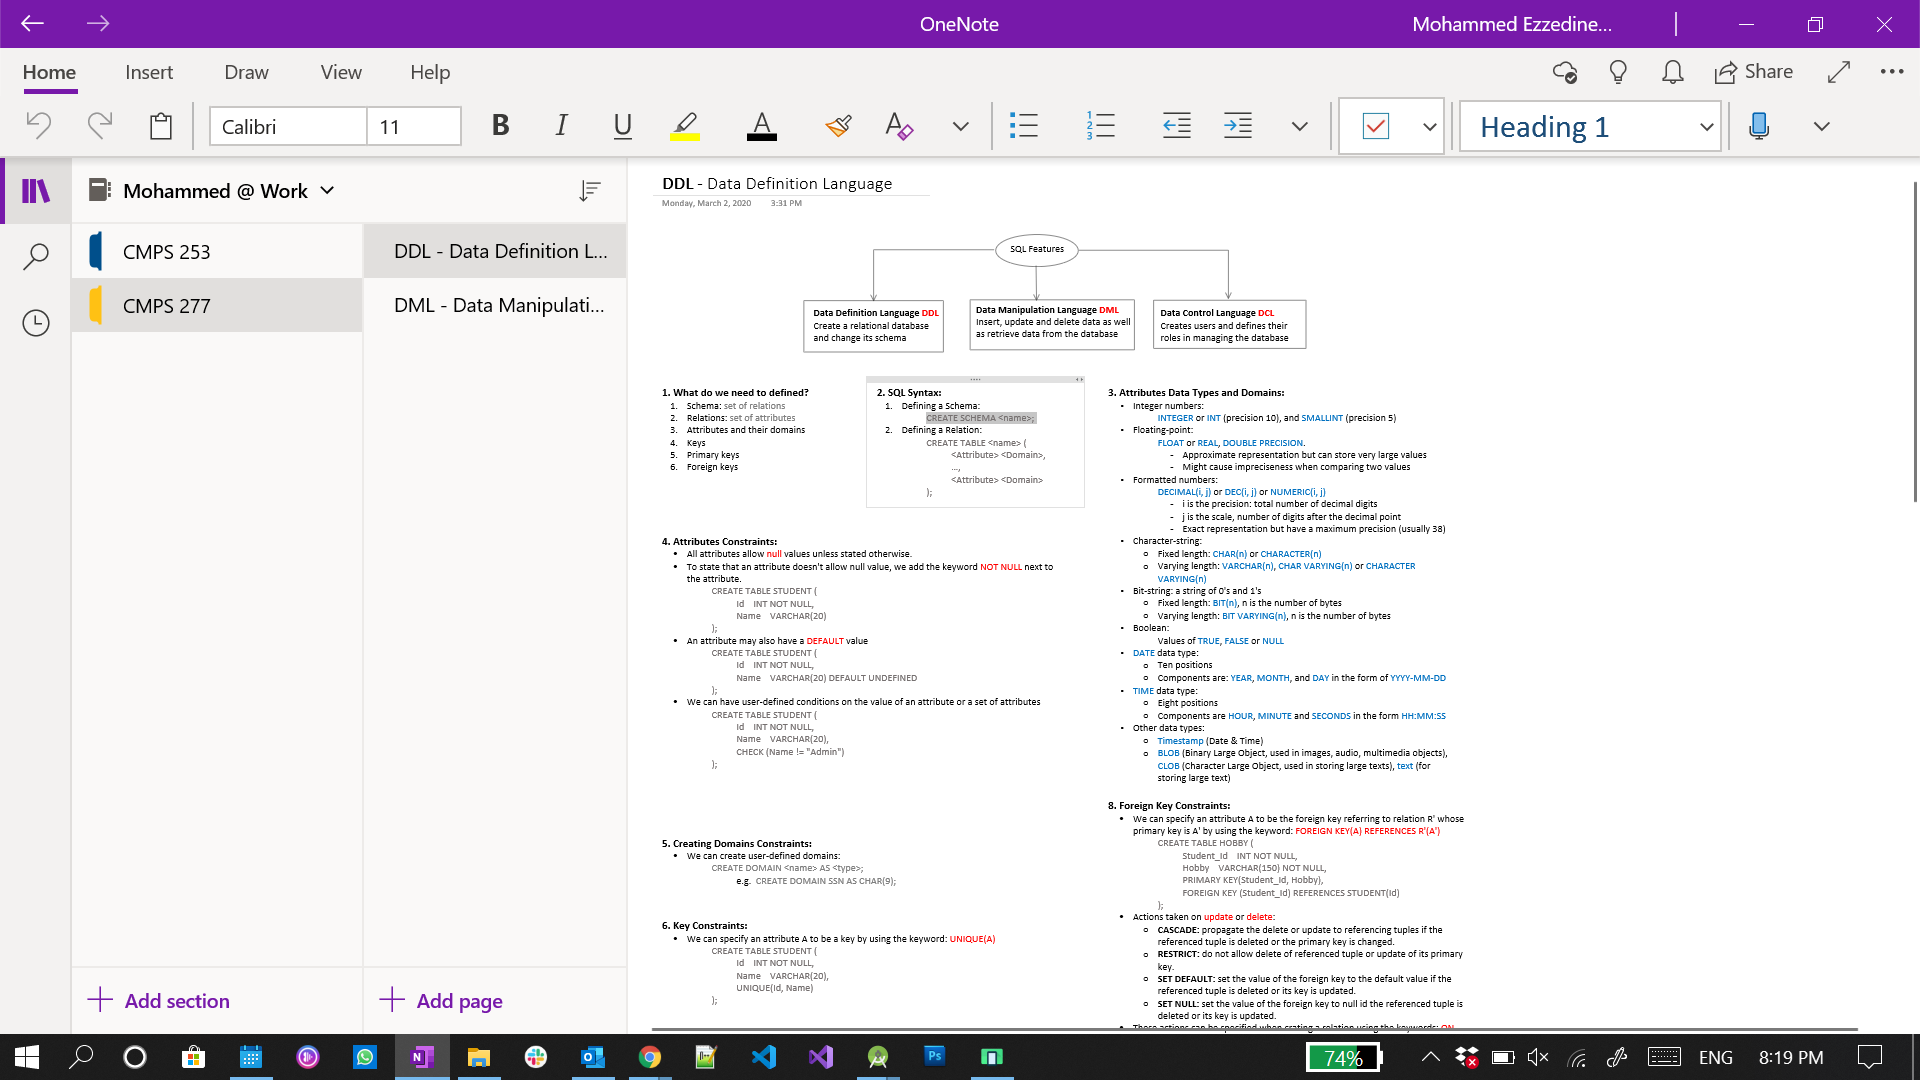 OneNote
Mohammed Ezzedine...
Home
Insert
Draw
View
Help
Share
Calibri
11
B
I
U
A
A
Heading 1
Mohammed @ Work
CMPS 253
CMPS 277
Add section
DDL - Data Definition L...
DML - Data Manipulati...
Add page
DDL - Data Definition Language
Monday, March 2, 2020 3:31 PM
SQL Features
Data Definition Language DDL
Create a relational database
and change its schema
Data Manipulation Language DML
Insert, update and delete data as well
as retrieve data from the database
Data Control Language DCL
Creates users and defines their
roles in managing the database
1. What do we need to defined?
1. Schema: set of relations
2. Relations: set of attributes
3. Attributes and their domains
4. Keys
5. Primary keys
6. Foreign keys
2. SQL Syntax:
1. Defining a Schema:
CREATE SCHEMA <name>;
2. Defining a Relation:
CREATE TABLE <name> (
<Attribute> <Domain>,
...,
<Attribute> <Domain>
);
4. Attributes Constraints:
• All attributes allow null values unless stated otherwise.
• To state that an attribute doesn't allow null value, we add the keyword NOT NULL next to
the attribute.
CREATE TABLE STUDENT (
Id INT NOT NULL,
Name VARCHAR(20)
);
• An attribute may also have a DEFAULT value
CREATE TABLE STUDENT (
Id INT NOT NULL,
Name VARCHAR(20) DEFAULT UNDEFINED
);
• We can have user-defined conditions on the value of an attribute or a set of attributes
CREATE TABLE STUDENT (
Id INT NOT NULL,
Name VARCHAR(20),
CHECK (Name != "Admin")
);
5. Creating Domains Constraints:
• We can create user-defined domains:
CREATE DOMAIN <name> AS <type>;
e.g. CREATE DOMAIN SSN AS CHAR(9);
6. Key Constraints:
• We can specify an attribute A to be a key by using the keyword: UNIQUE(A)
CREATE TABLE STUDENT (
Id INT NOT NULL,
Name VARCHAR(20),
UNIQUE(Id, Name)
);
3. Attributes Data Types and Domains:
• Integer numbers:
INTEGER or INT (precision 10), and SMALLINT (precision 5)
• Floating-point:
FLOAT or REAL, DOUBLE PRECISION.
- Approximate representation but can store very large values
- Might cause impreciseness when comparing two values
• Formatted numbers:
DECIMAL(i, j) or DEC(i, j) or NUMERIC(i, j)
- i is the precision: total number of decimal digits
- j is the scale, number of digits after the decimal point
- Exact representation but have a maximum precision (usually 38)
• Character-string:
o Fixed length: CHAR(n) or CHARACTER(n)
o Varying length: VARCHAR(n), CHAR VARYING(n) or CHARACTER
VARYING(n)
• Bit-string: a string of 0's and 1's
o Fixed length: BIT(n), n is the number of bytes
o Varying length: BIT VARYING(n), n is the number of bytes
• Boolean:
Values of TRUE, FALSE or NULL
• DATE data type:
o Ten positions
o Components are: YEAR, MONTH, and DAY in the form of YYYY-MM-DD
• TIME data type:
o Eight positions
o Components are HOUR, MINUTE and SECONDS in the form HH:MM:SS
• Other data types:
o Timestamp (Date & Time)
o BLOB (Binary Large Object, used in images, audio, multimedia objects),
CLOB (Character Large Object, used in storing large texts), text (for
storing large text)
8. Foreign Key Constraints:
• We can specify an attribute A to be the foreign key referring to relation R' whose
primary key is A' by using the keyword: FOREIGN KEY(A) REFERENCES R'(A')
CREATE TABLE HOBBY (
Student_Id INT NOT NULL,
Hobby VARCHAR(150) NOT NULL,
PRIMARY KEY(Student_Id, Hobby),
FOREIGN KEY (Student_Id) REFERENCES STUDENT(Id)
);
• Actions taken on update or delete:
o CASCADE: propagate the delete or update to referencing tuples if the
referenced tuple is deleted or the primary key is changed.
o RESTRICT: do not allow delete of referenced tuple or update of its primary
key.
o SET DEFAULT: set the value of the foreign key to the default value if the
referenced tuple is deleted or its key is updated.
o SET NULL: set the value of the foreign key to null id the referenced tuple is
deleted or its key is updated.
• These actions can be specified when crating a relation using the keywords: ON
74%
ENG
8:19 PM